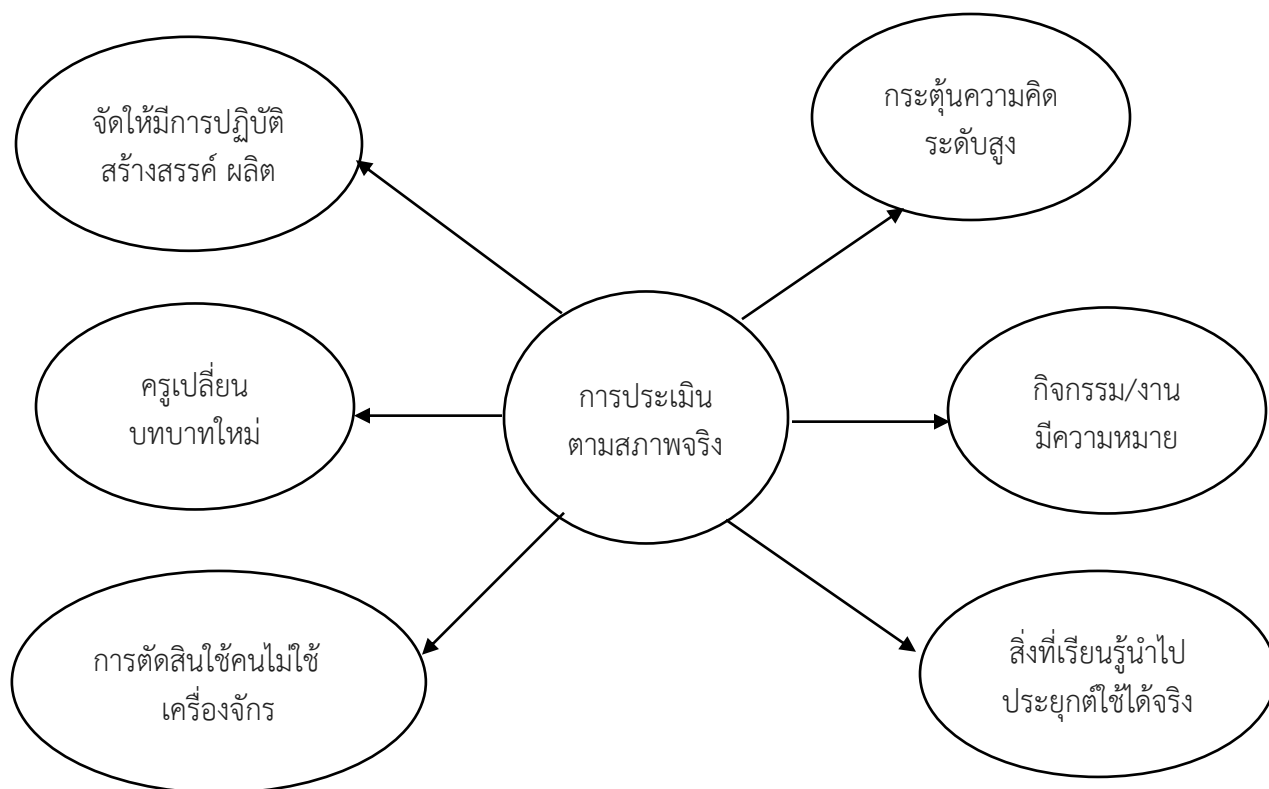 จัดให้มีการปฏิบัติ
สร้างสรรค์ ผลิต
กระตุ้นความคิด
ระดับสูง
ครูเปลี่ยน
บทบาทใหม่
การประเมิน
ตามสภาพจริง
กิจกรรม/งาน
มีความหมาย
การตัดสินใช้คนไม่ใช้
เครื่องจักร
สิ่งที่เรียนรู้นำไป
ประยุกต์ใช้ได้จริง